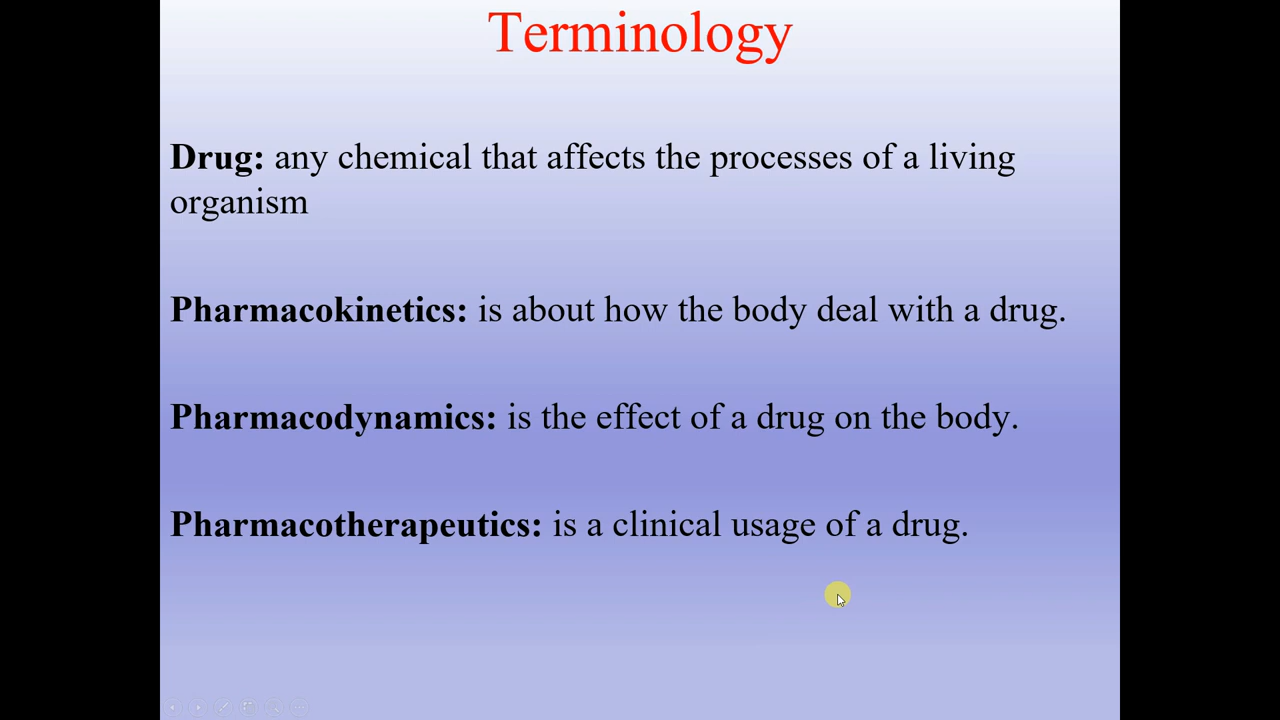 Terminology
Drug: any chemical that affects the processes of a living
organism
Pharmacokinetics: is about how the body deal with a drug.
Pharmacodynamics: is the effect of a drug on the body.
Pharmacotherapeutics: is a clinical usage of a drug.